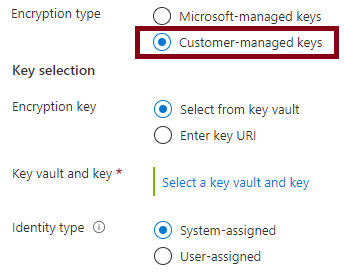 Encryption type
Microsoft-managed keys
Customer-managed keys
Key selection
Encryption key
Select from key vault
Enter key URI
Key vault and key *
Select a key vault and key
Identity type
System-assigned
User-assigned